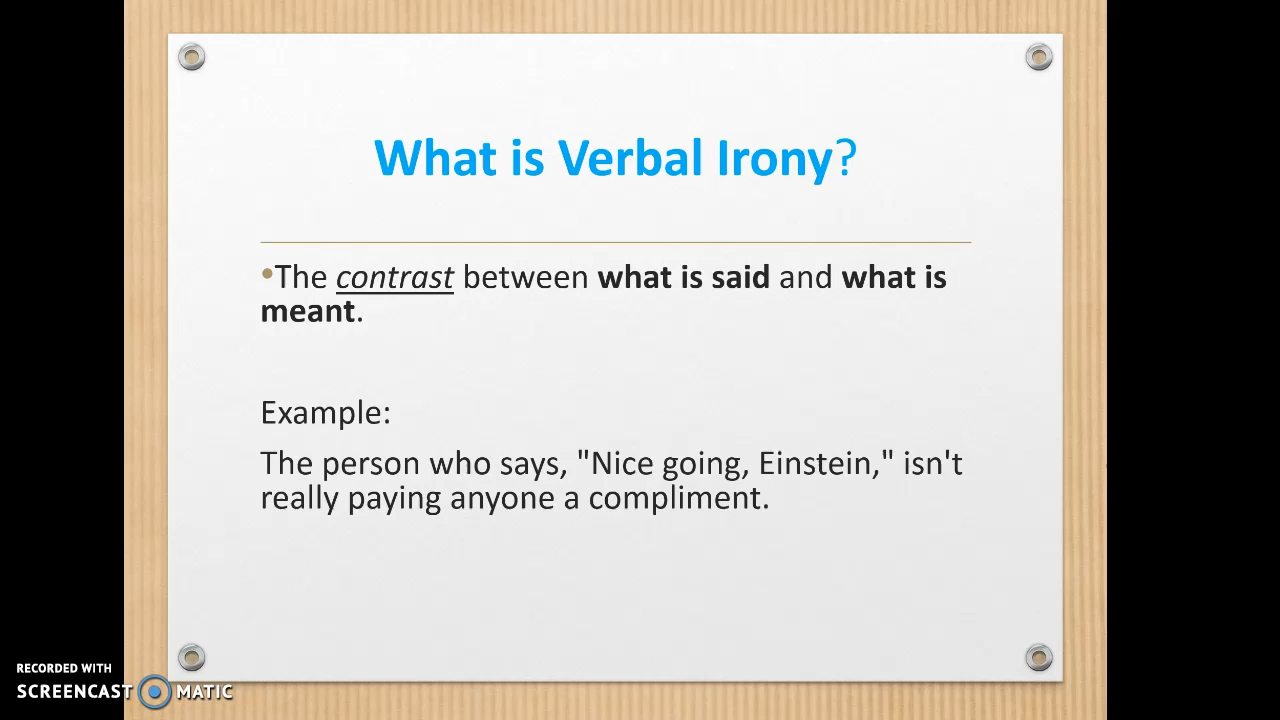 What is Verbal Irony?
•The contrast between what is said and what is
meant.
Example:
The person who says, "Nice going, Einstein," isn't
really paying anyone a compliment.
RECORDED WITH
SCREENCAST MATIC